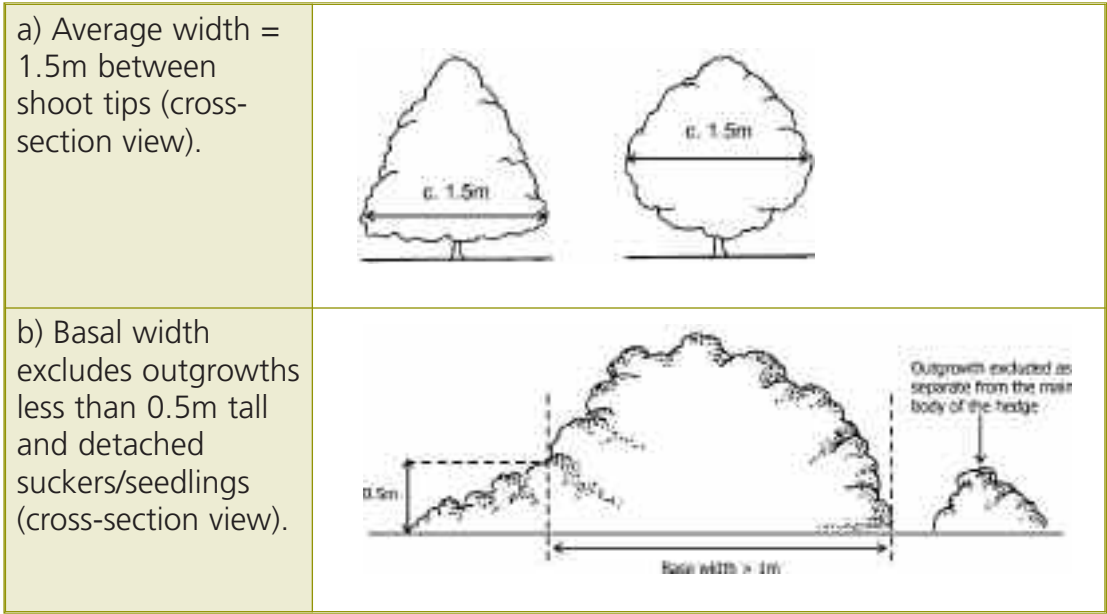 a) Average width =
1.5m between
shoot tips (cross-
section view).
c. 1.5m
c. 1.5m
b) Basal width
excludes outgrowths
less than 0.5m tall
and detached
suckers/seedlings
(cross-section view).
0.5m
Base width > 1m
Outgrowth excluded as
separate from the main
body of the hedge